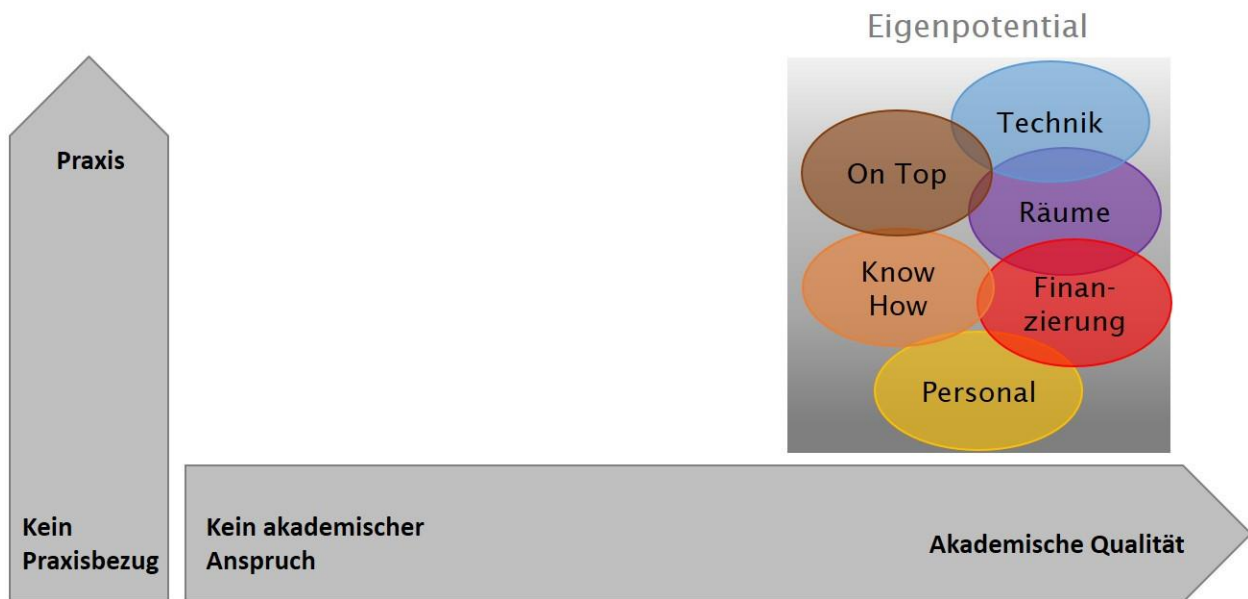 Eigenpotential
Technik
On Top
Räume
Know
How
Finan-
zierung
Personal
Praxis
Kein
Praxisbezug
Kein akademischer
Anspruch
Akademische Qualität